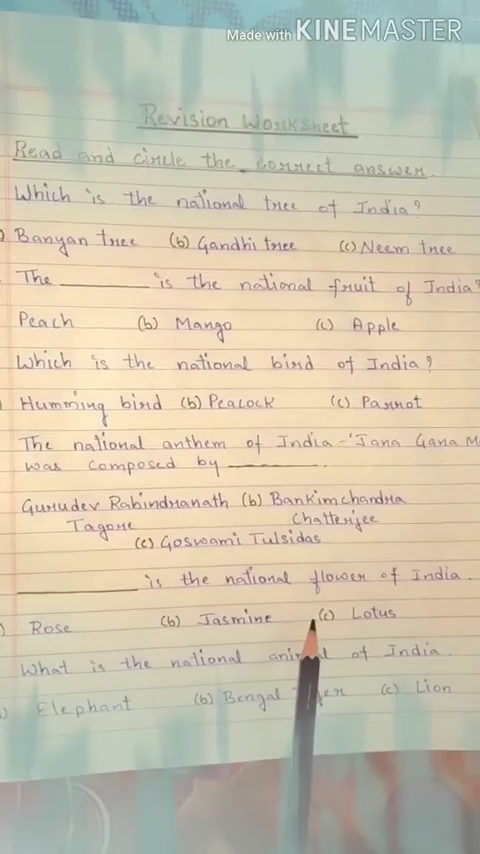 Made with KINEMASTER
Revision Worksheet
Read and circle the correct answer.
Which is the national tree of India?
Banyan tree (b) Gandhi tree (c) Neem tree
The ________ is the national fruit of India?
Peach (b) Mango (c) Apple
Which is the national bird of India?
Humming bird (b) Peacock (c) Parrot
The national anthem of India - 'Jana Gana M
was composed by ________.
Gurudev Rabindranath (b) Bankimchandra
Tagore Chatterjee
(c) Goswami Tulsidas
________ is the national flower of India.
Rose (b) Jasmine (c) Lotus
What is the national animal of India.
Elephant (b) Bengal Tiger (c) Lion